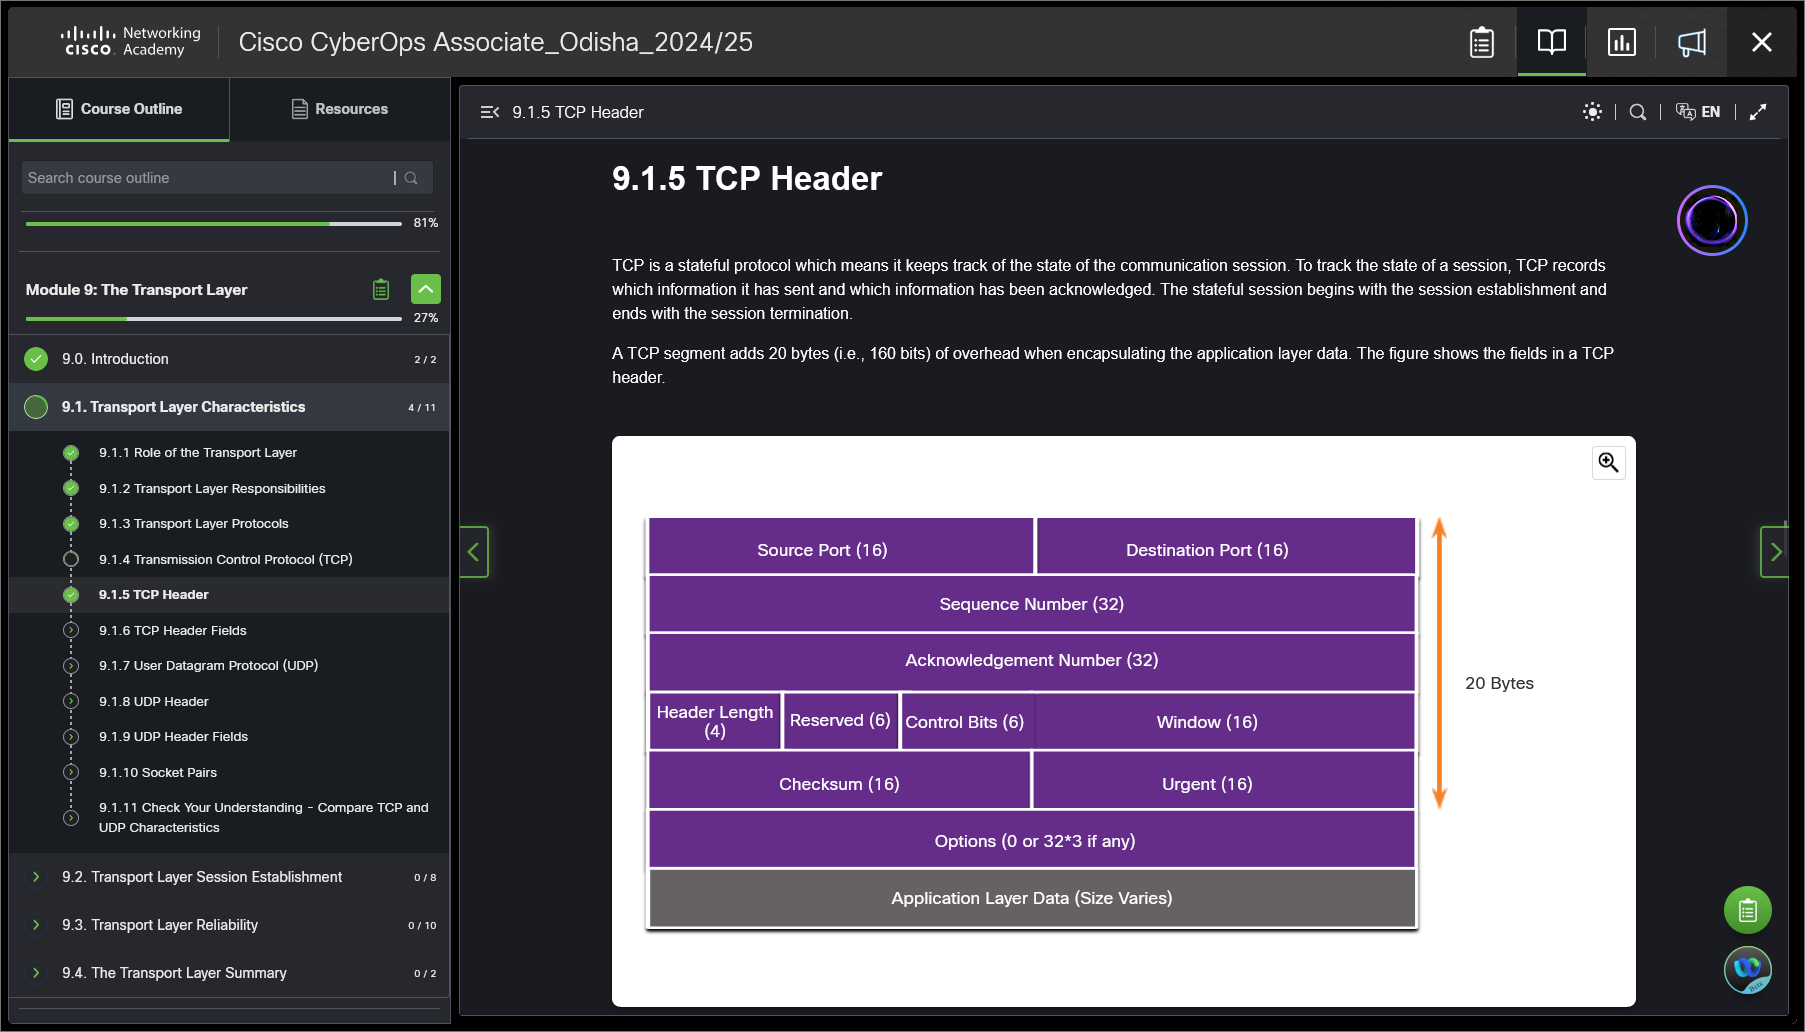 Networking
CISCO Academy
Cisco CyberOps Associate_Odisha_2024/25
Course Outline
Resources
Search course outline
81%
Module 9: The Transport Layer
27%
9.0. Introduction
2 / 2
9.1. Transport Layer Characteristics
4 / 11
9.1.1 Role of the Transport Layer
9.1.2 Transport Layer Responsibilities
9.1.3 Transport Layer Protocols
9.1.4 Transmission Control Protocol (TCP)
9.1.5 TCP Header
9.1.6 TCP Header Fields
9.1.7 User Datagram Protocol (UDP)
9.1.8 UDP Header
9.1.9 UDP Header Fields
9.1.10 Socket Pairs
9.1.11 Check Your Understanding - Compare TCP and
UDP Characteristics
9.2. Transport Layer Session Establishment
0 / 8
9.3. Transport Layer Reliability
0 / 10
9.4. The Transport Layer Summary
0 / 2
9.1.5 TCP Header
EN
9.1.5 TCP Header
TCP is a stateful protocol which means it keeps track of the state of the communication session. To track the state of a session, TCP records
which information it has sent and which information has been acknowledged. The stateful session begins with the session establishment and
ends with the session termination.
A TCP segment adds 20 bytes (i.e., 160 bits) of overhead when encapsulating the application layer data. The figure shows the fields in a TCP
header.
Source Port (16)
Destination Port (16)
Sequence Number (32)
Acknowledgement Number (32)
20 Bytes
Header Length
(4)
Reserved (6)
Control Bits (6)
Window (16)
Checksum (16)
Urgent (16)
Options (0 or 32*3 if any)
Application Layer Data (Size Varies)
Beta